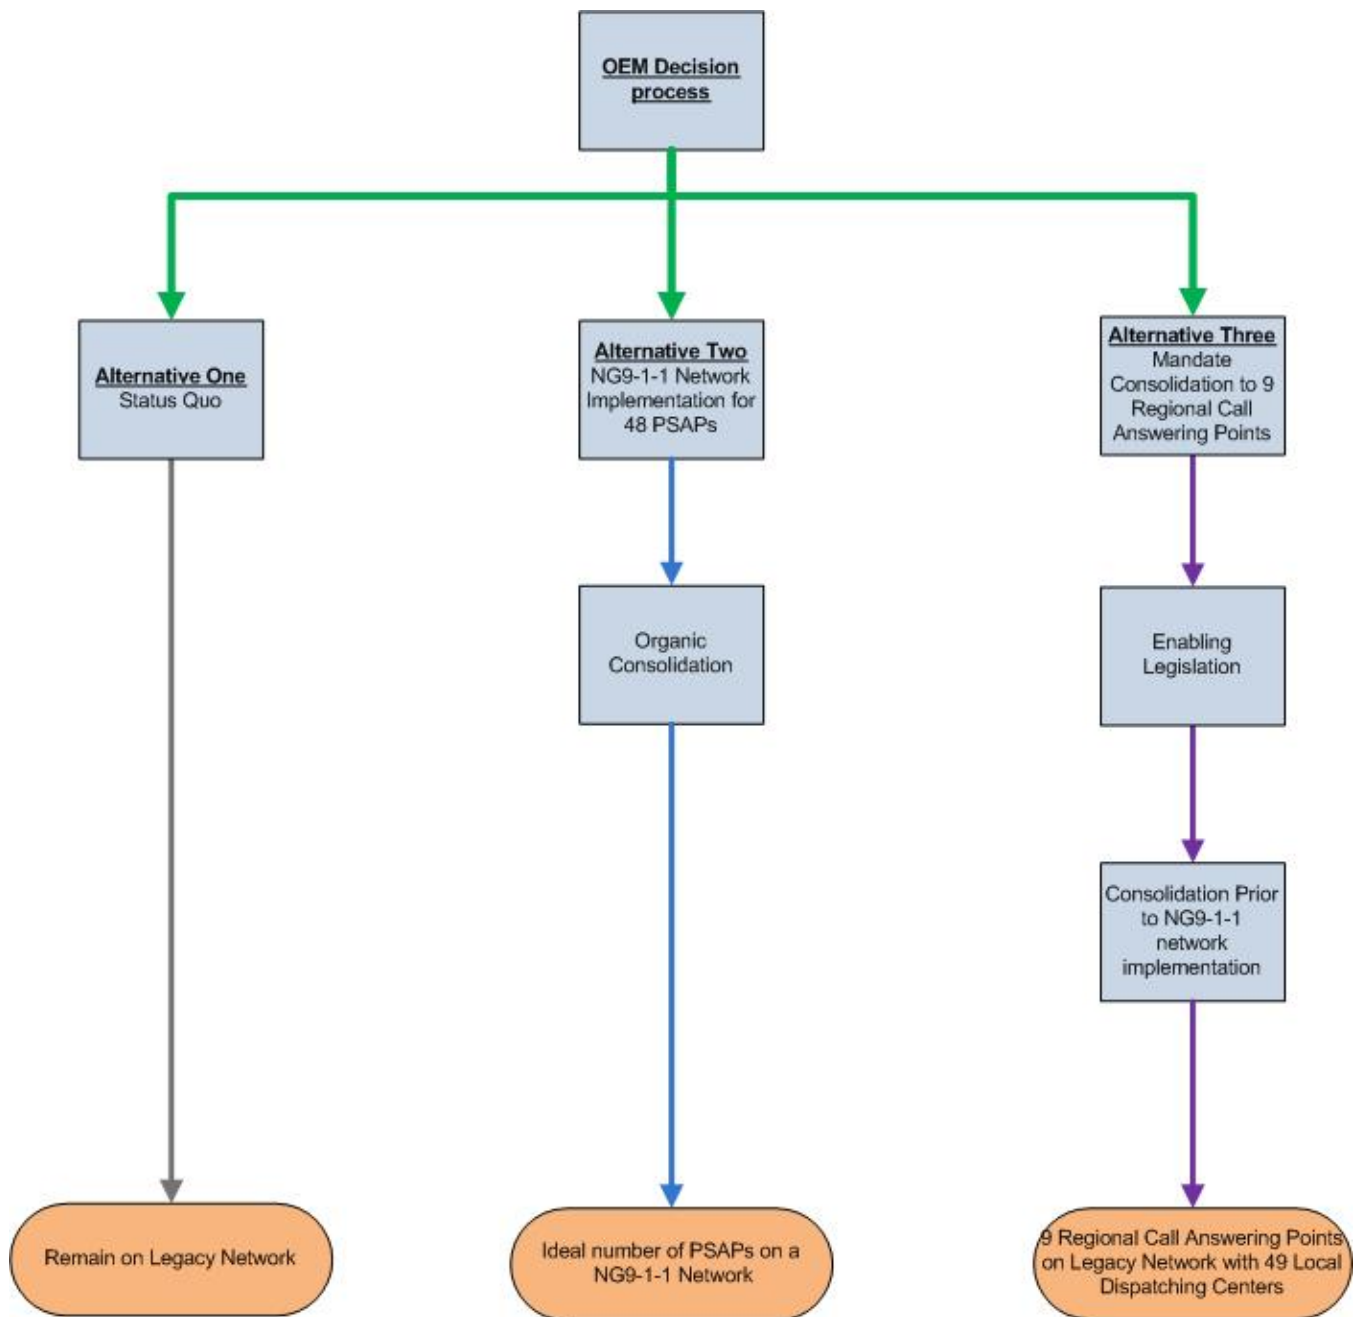 OEM Decision
process
Alternative One
Status Quo
Alternative Two
NG9-1-1 Network
Implementation for
48 PSAPs
Alternative Three
Mandate
Consolidation to 9
Regional Call
Answering Points
Organic
Consolidation
Enabling
Legislation
Consolidation Prior
to NG9-1-1
network
implementation
Remain on Legacy Network
Ideal number of PSAPs on a
NG9-1-1 Network
9 Regional Call Answering Points
on Legacy Network with 49 Local
Dispatching Centers